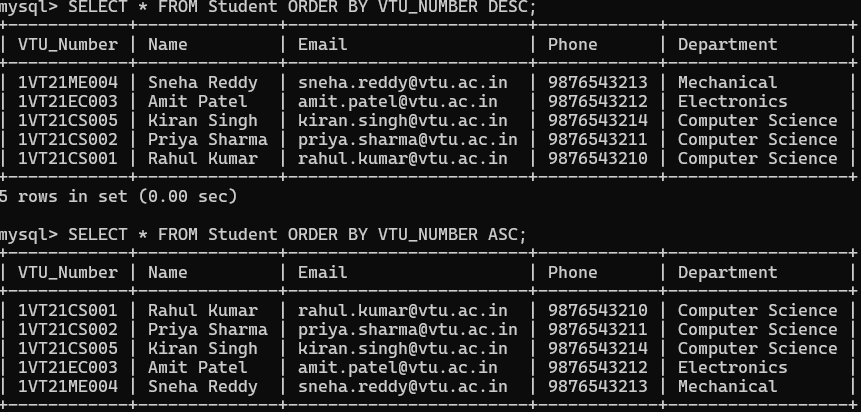 mysql> SELECT * FROM Student ORDER BY VTU_NUMBER DESC;
+------------+--------------+-------------------------+------------+------------------+
| VTU_Number | Name         | Email                   | Phone      | Department       |
+------------+--------------+-------------------------+------------+------------------+
| 1VT21ME004 | Sneha Reddy  | sneha.reddy@vtu.ac.in   | 9876543213 | Mechanical       |
| 1VT21EC003 | Amit Patel   | amit.patel@vtu.ac.in    | 9876543212 | Electronics      |
| 1VT21CS005 | Kiran Singh  | kiran.singh@vtu.ac.in   | 9876543214 | Computer Science |
| 1VT21CS002 | Priya Sharma | priya.sharma@vtu.ac.in  | 9876543211 | Computer Science |
| 1VT21CS001 | Rahul Kumar  | rahul.kumar@vtu.ac.in   | 9876543210 | Computer Science |
+------------+--------------+-------------------------+------------+------------------+
5 rows in set (0.00 sec)

mysql> SELECT * FROM Student ORDER BY VTU_NUMBER ASC;
+------------+--------------+-------------------------+------------+------------------+
| VTU_Number | Name         | Email                   | Phone      | Department       |
+------------+--------------+-------------------------+------------+------------------+
| 1VT21CS001 | Rahul Kumar  | rahul.kumar@vtu.ac.in   | 9876543210 | Computer Science |
| 1VT21CS002 | Priya Sharma | priya.sharma@vtu.ac.in  | 9876543211 | Computer Science |
| 1VT21CS005 | Kiran Singh  | kiran.singh@vtu.ac.in   | 9876543214 | Computer Science |
| 1VT21EC003 | Amit Patel   | amit.patel@vtu.ac.in    | 9876543212 | Electronics      |
| 1VT21ME004 | Sneha Reddy  | sneha.reddy@vtu.ac.in   | 9876543213 | Mechanical       |
+------------+--------------+-------------------------+------------+------------------+